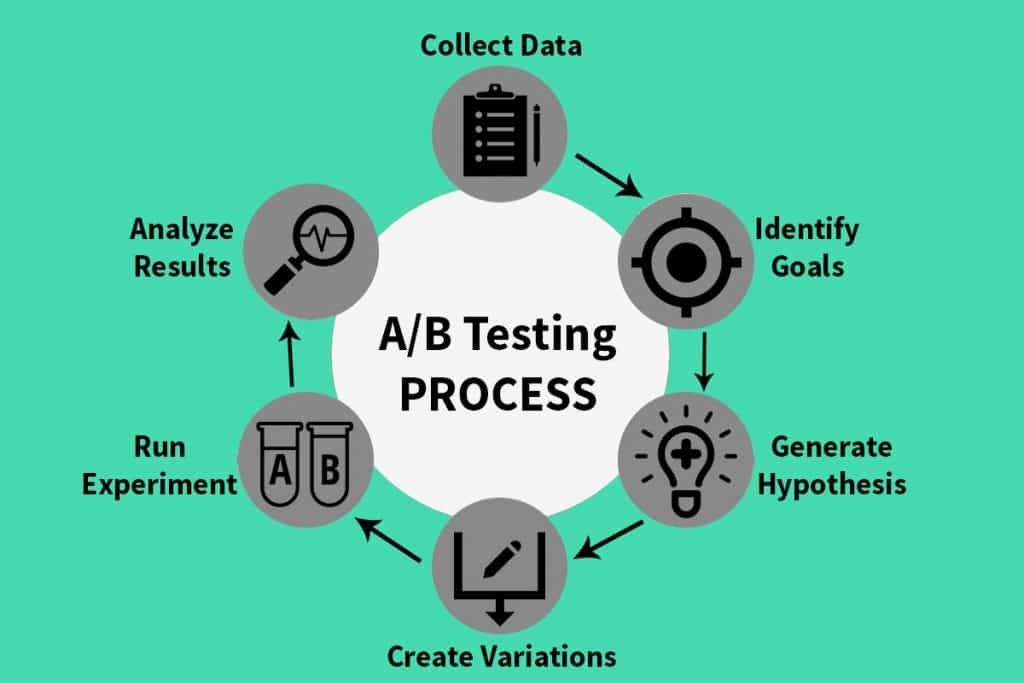 Collect Data
Identify
Goals
Generate
Hypothesis
Create Variations
Run
Experiment
A B
Analyze
Results
A/B Testing
PROCESS